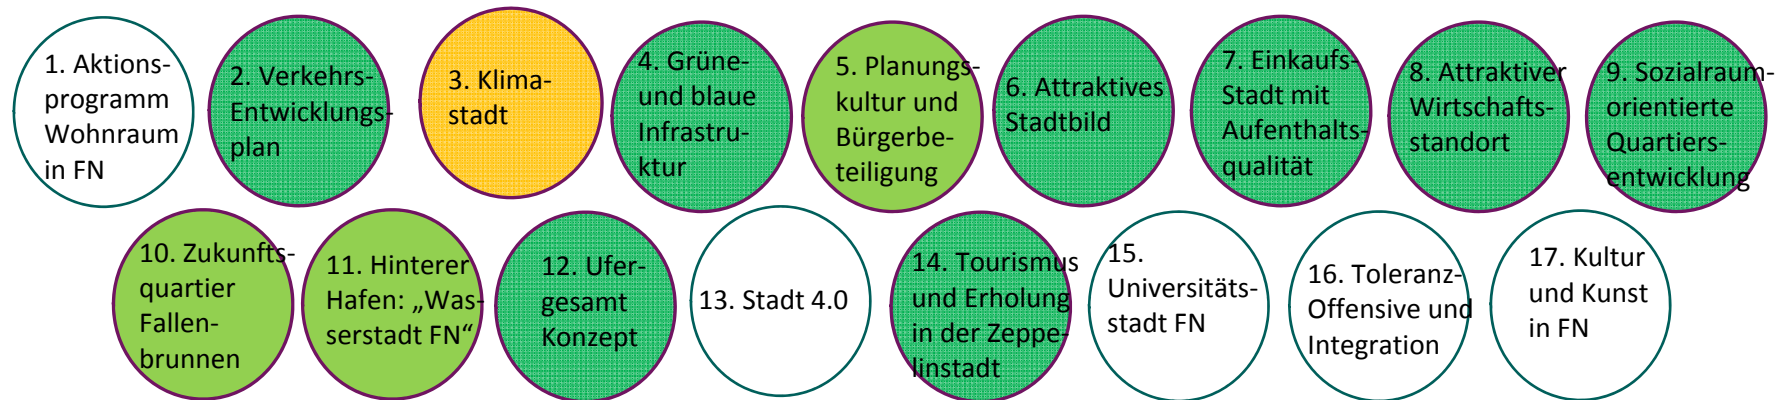 1. Aktions-
programm
Wohnraum
in FN
2. Verkehrs-
Entwicklungs-
plan
3. Klima-
stadt
4. Grüne-
und blaue
Infrastru-
ktur
5. Planungs-
kultur und
Bürgerbe-
teiligung
6. Attraktives
Stadtbild
7. Einkaufs-
Stadt mit
Aufenthalts-
qualität
8. Attraktiver
Wirtschafts-
standort
9. Sozialraum-
orientierte
Quartiers-
entwicklung
10. Zukunfts-
quartier
Fallen-
brunnen
11. Hinterer
Hafen: „Was-
serstadt FN“
12. Ufer-
gesamt
Konzept
13. Stadt 4.0
14. Tourismus
und Erholung
in der Zeppe-
linstadt
15.
Universitäts-
stadt FN
16. Toleranz-
Offensive und
Integration
17. Kultur
und Kunst
in FN